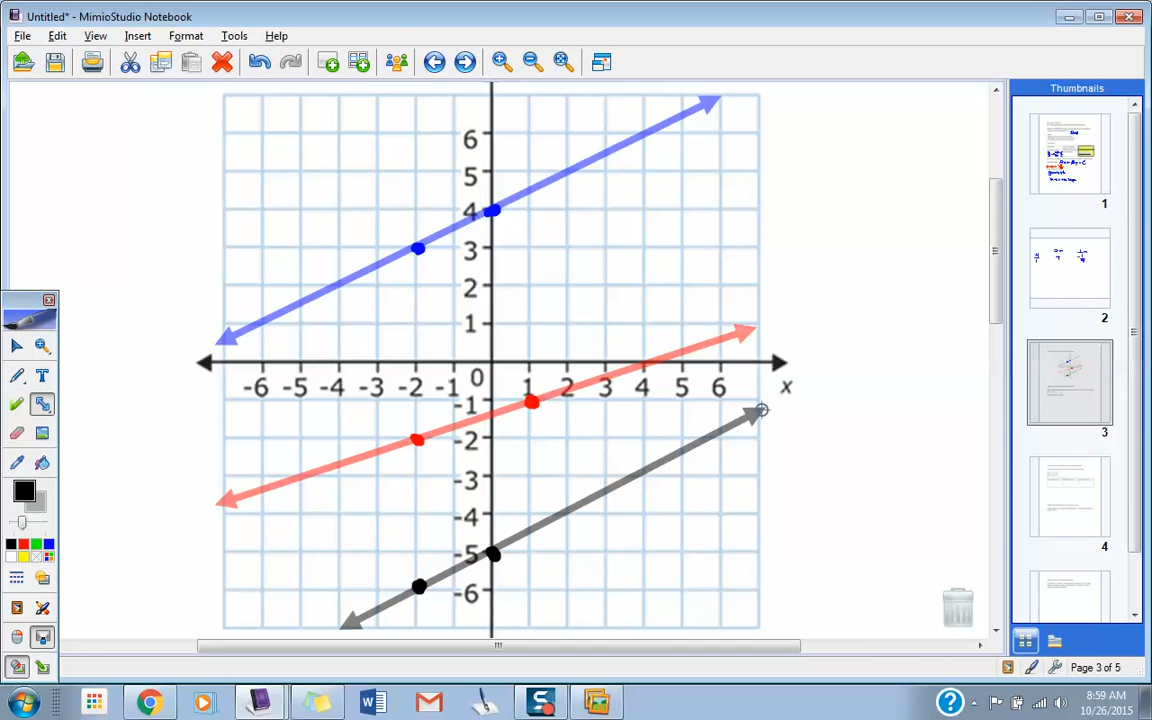 Untitled* - MimioStudio Notebook
File Edit View Insert Format Tools Help
Thumbnails
6
5
4
3
2
1
-6 -5 -4 -3 -2 -1 0 1 2 3 4 5 6 x
-1
-2
-3
-4
-5
-6
1
2
3
4
T
Page 3 of 5
W
S
?
8:59 AM
10/26/2015